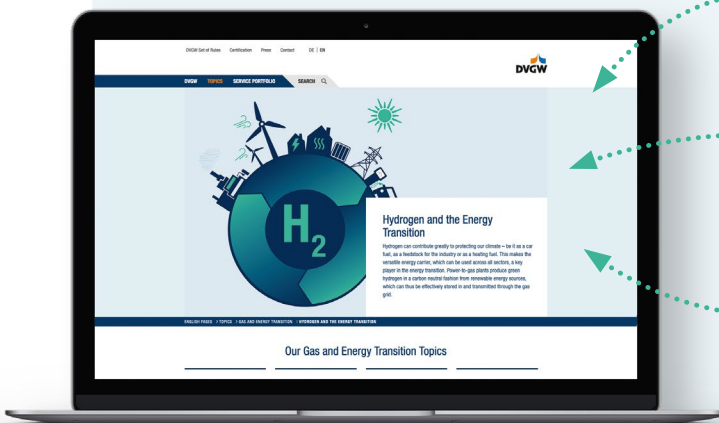 DVGW Set of Rules Certification Press Contact DE | EN
DVGW
DVGW TOPICS SERVICE PORTFOLIO SEARCH
H2
Hydrogen and the Energy
Transition
Hydrogen can contribute greatly to protecting our climate – be it as a car
fuel, as a feedstock for the industry or as a heating fuel. This makes the
versatile energy carrier, which can be used across all sectors, a key
player in the energy transition. Power-to-gas plants produce green
hydrogen in a carbon neutral fashion from renewable energy sources,
which can thus be effectively stored in and transmitted through the gas
grid.
ENGLISH PAGES > TOPICS > GAS AND ENERGY TRANSITION > HYDROGEN AND THE ENERGY TRANSITION
Our Gas and Energy Transition Topics